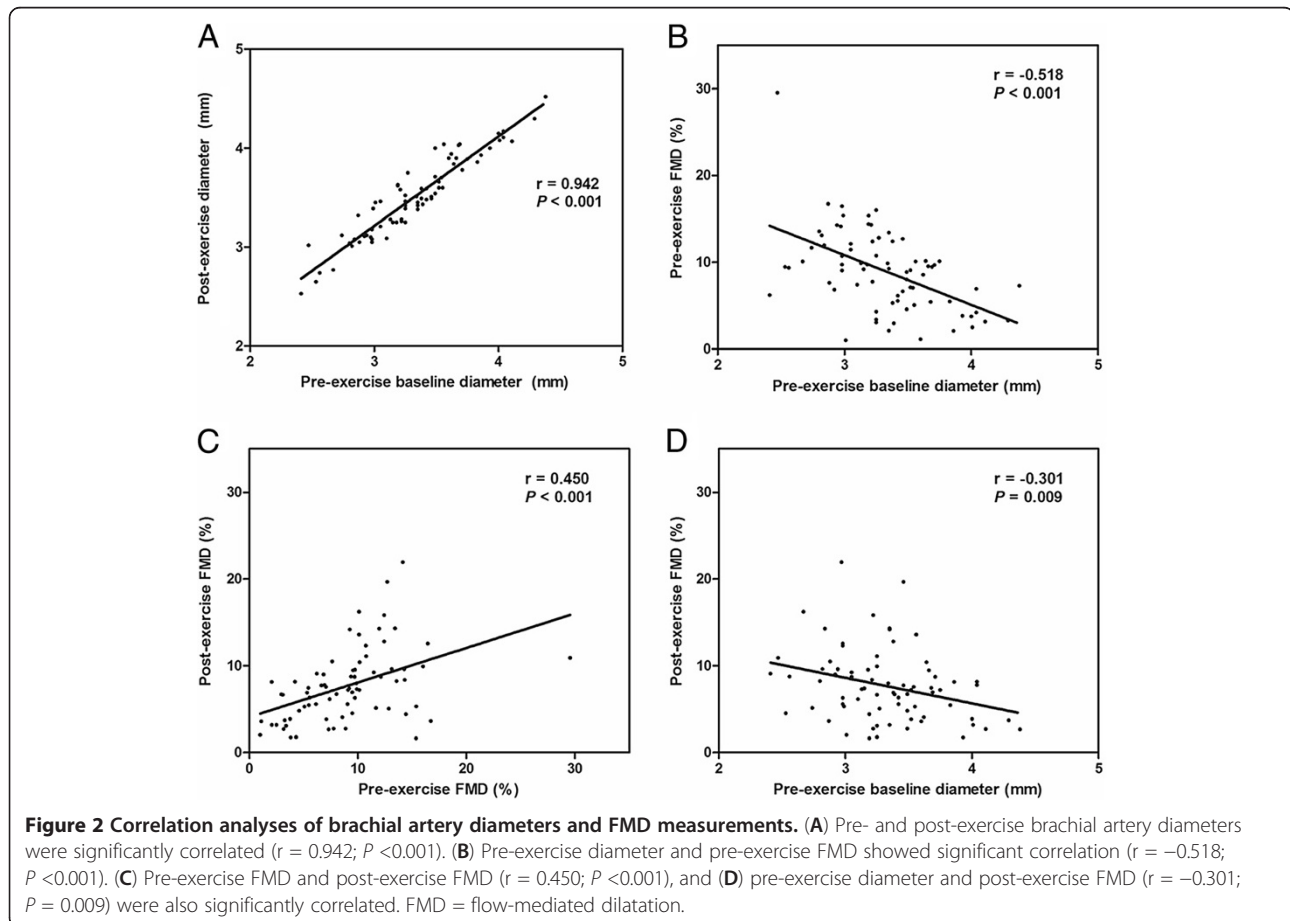 A
5
4
3
2
Post-exercise diameter (mm)
r = 0.942
P < 0.001
2 3 4 5
Pre-exercise baseline diameter (mm)
B
30
20
10
0
Pre-exercise FMD (%)
r = -0.518
P < 0.001
2 3 4 5
Pre-exercise baseline diameter (mm)
C
30
20
10
0
Post-exercise FMD (%)
r = 0.450
P < 0.001
0 10 20 30
Pre-exercise FMD (%)
D
30
20
10
0
Post-exercise FMD (%)
r = -0.301
P = 0.009
2 3 4 5
Pre-exercise baseline diameter (mm)
Figure 2 Correlation analyses of brachial artery diameters and FMD measurements. (A) Pre- and post-exercise brachial artery diameters
were significantly correlated (r = 0.942; P <0.001). (B) Pre-exercise diameter and pre-exercise FMD showed significant correlation (r = −0.518;
P <0.001). (C) Pre-exercise FMD and post-exercise FMD (r = 0.450; P <0.001), and (D) pre-exercise diameter and post-exercise FMD (r = −0.301;
P = 0.009) were also significantly correlated. FMD = flow-mediated dilatation.